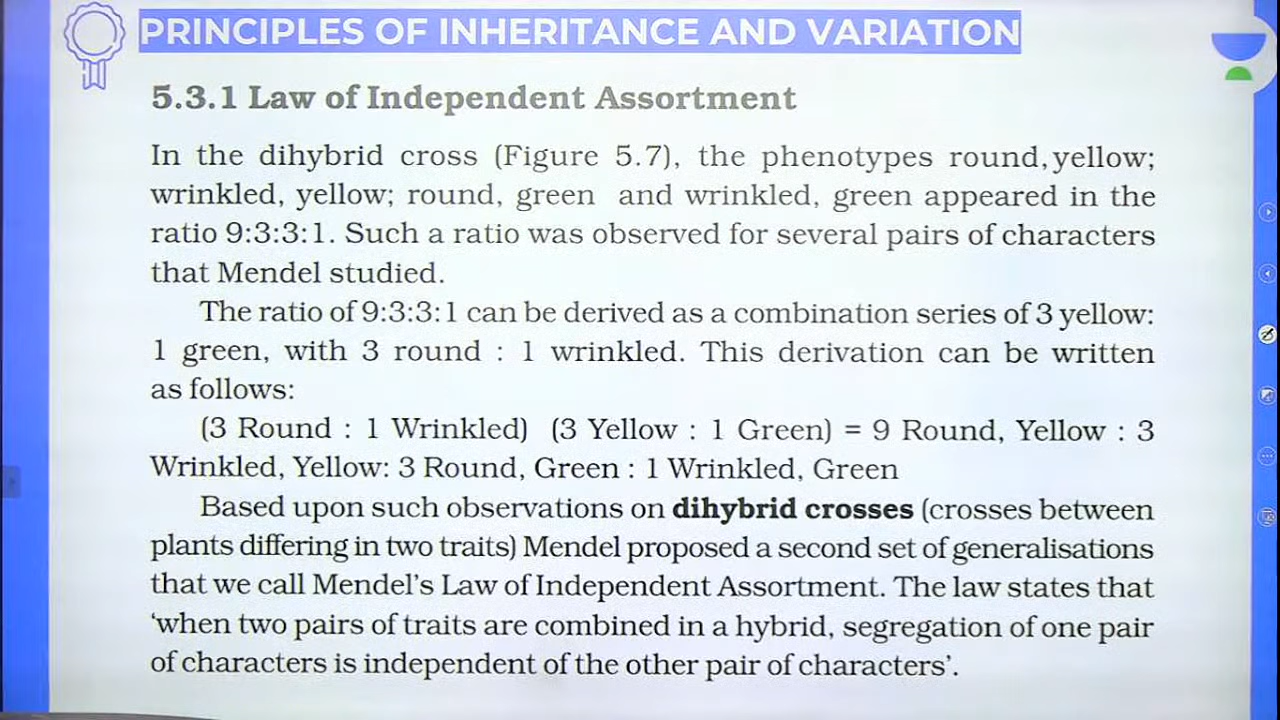 PRINCIPLES OF INHERITANCE AND VARIATION
5.3.1 Law of Independent Assortment
In the dihybrid cross (Figure 5.7), the phenotypes round, yellow;
wrinkled, yellow; round, green and wrinkled, green appeared in the
ratio 9:3:3:1. Such a ratio was observed for several pairs of characters
that Mendel studied.
The ratio of 9:3:3:1 can be derived as a combination series of 3 yellow:
1 green, with 3 round : 1 wrinkled. This derivation can be written
as follows:
(3 Round : 1 Wrinkled) (3 Yellow : 1 Green) = 9 Round, Yellow : 3
Wrinkled, Yellow: 3 Round, Green : 1 Wrinkled, Green
Based upon such observations on dihybrid crosses (crosses between
plants differing in two traits) Mendel proposed a second set of generalisations
that we call Mendel's Law of Independent Assortment. The law states that
‘when two pairs of traits are combined in a hybrid, segregation of one pair
of characters is independent of the other pair of characters’.